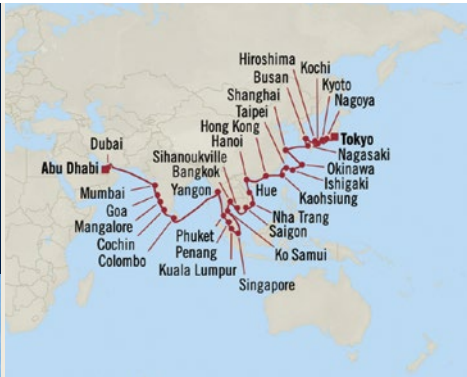 Hiroshima
Busan
Kochi
Kyoto
Shanghai
Nagoya
Taipei
Hong Kong
Tokyo
Hanoi
Dubai
Nagasaki
Sihanoukville
Okinawa
Abu Dhabi
Bangkok
Ishigaki
Mumbai
Yangon
Hue
Kaohsiung
Goa
Mangalore
Nha Trang
Cochin
Phuket
Saigon
Colombo
Penang
Ko Samui
Kuala Lumpur
Singapore